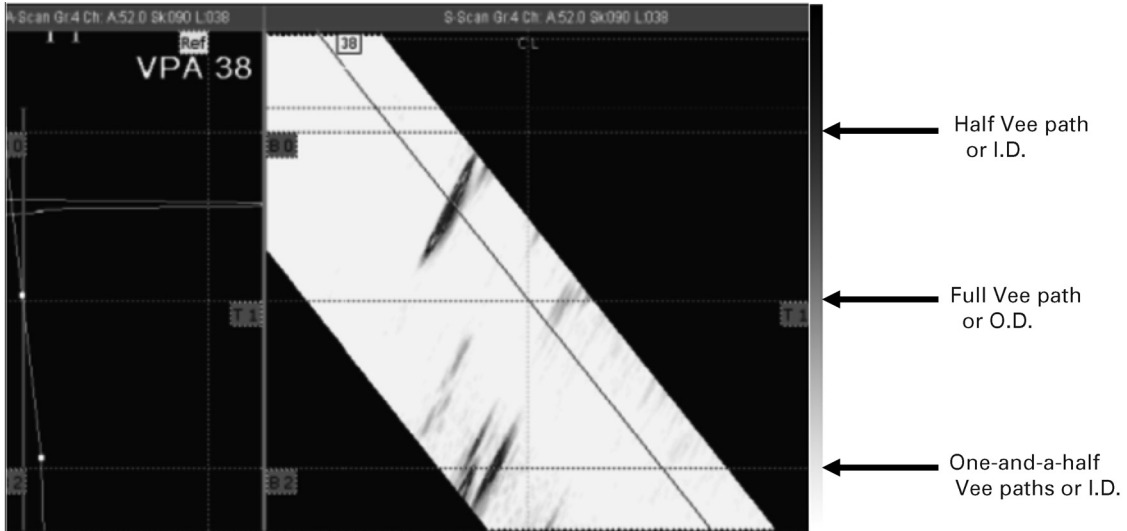 A-Scan Gr.4 Ch: A:52.0 Sk:090 L:038
S-Scan Gr.4 Ch: A:52.0 Sk:090 L:038
Ref
38
CL
VPA 38
Half Vee path
or I.D.
B 0
Full Vee path
or O.D.
T 1
T 1
One-and-a-half
Vee paths or I.D.
B 2